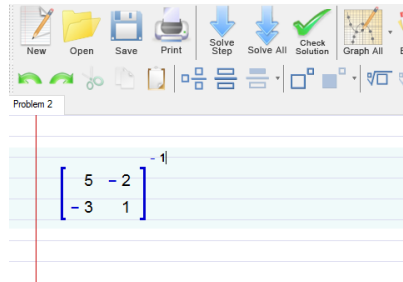 New Open Save Print Solve Step Solve All Check Solution Graph All
Problem 2
- 1
5 - 2
- 3 1